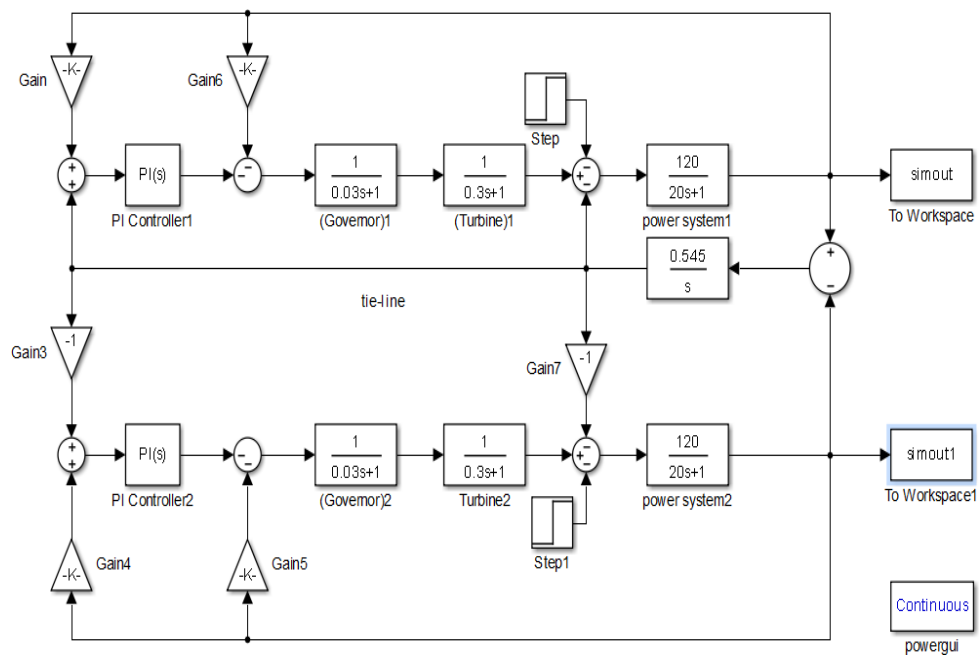 -K-
Gain
-K-
Gain6
Step
+
+
PI(s)
PI Controller1
−
−
1
0.03s+1
(Governor)1
1
0.3s+1
(Turbine)1
−
+
−
120
20s+1
power system1
simout
To Workspace
+
−
0.545
s
tie-line
-1
Gain3
-1
Gain7
+
+
PI(s)
PI Controller2
−
−
1
0.03s+1
(Governor)2
1
0.3s+1
Turbine2
−
+
−
120
20s+1
power system2
simout1
To Workspace1
-K-
Gain4
-K-
Gain5
Step1
Continuous
powergui